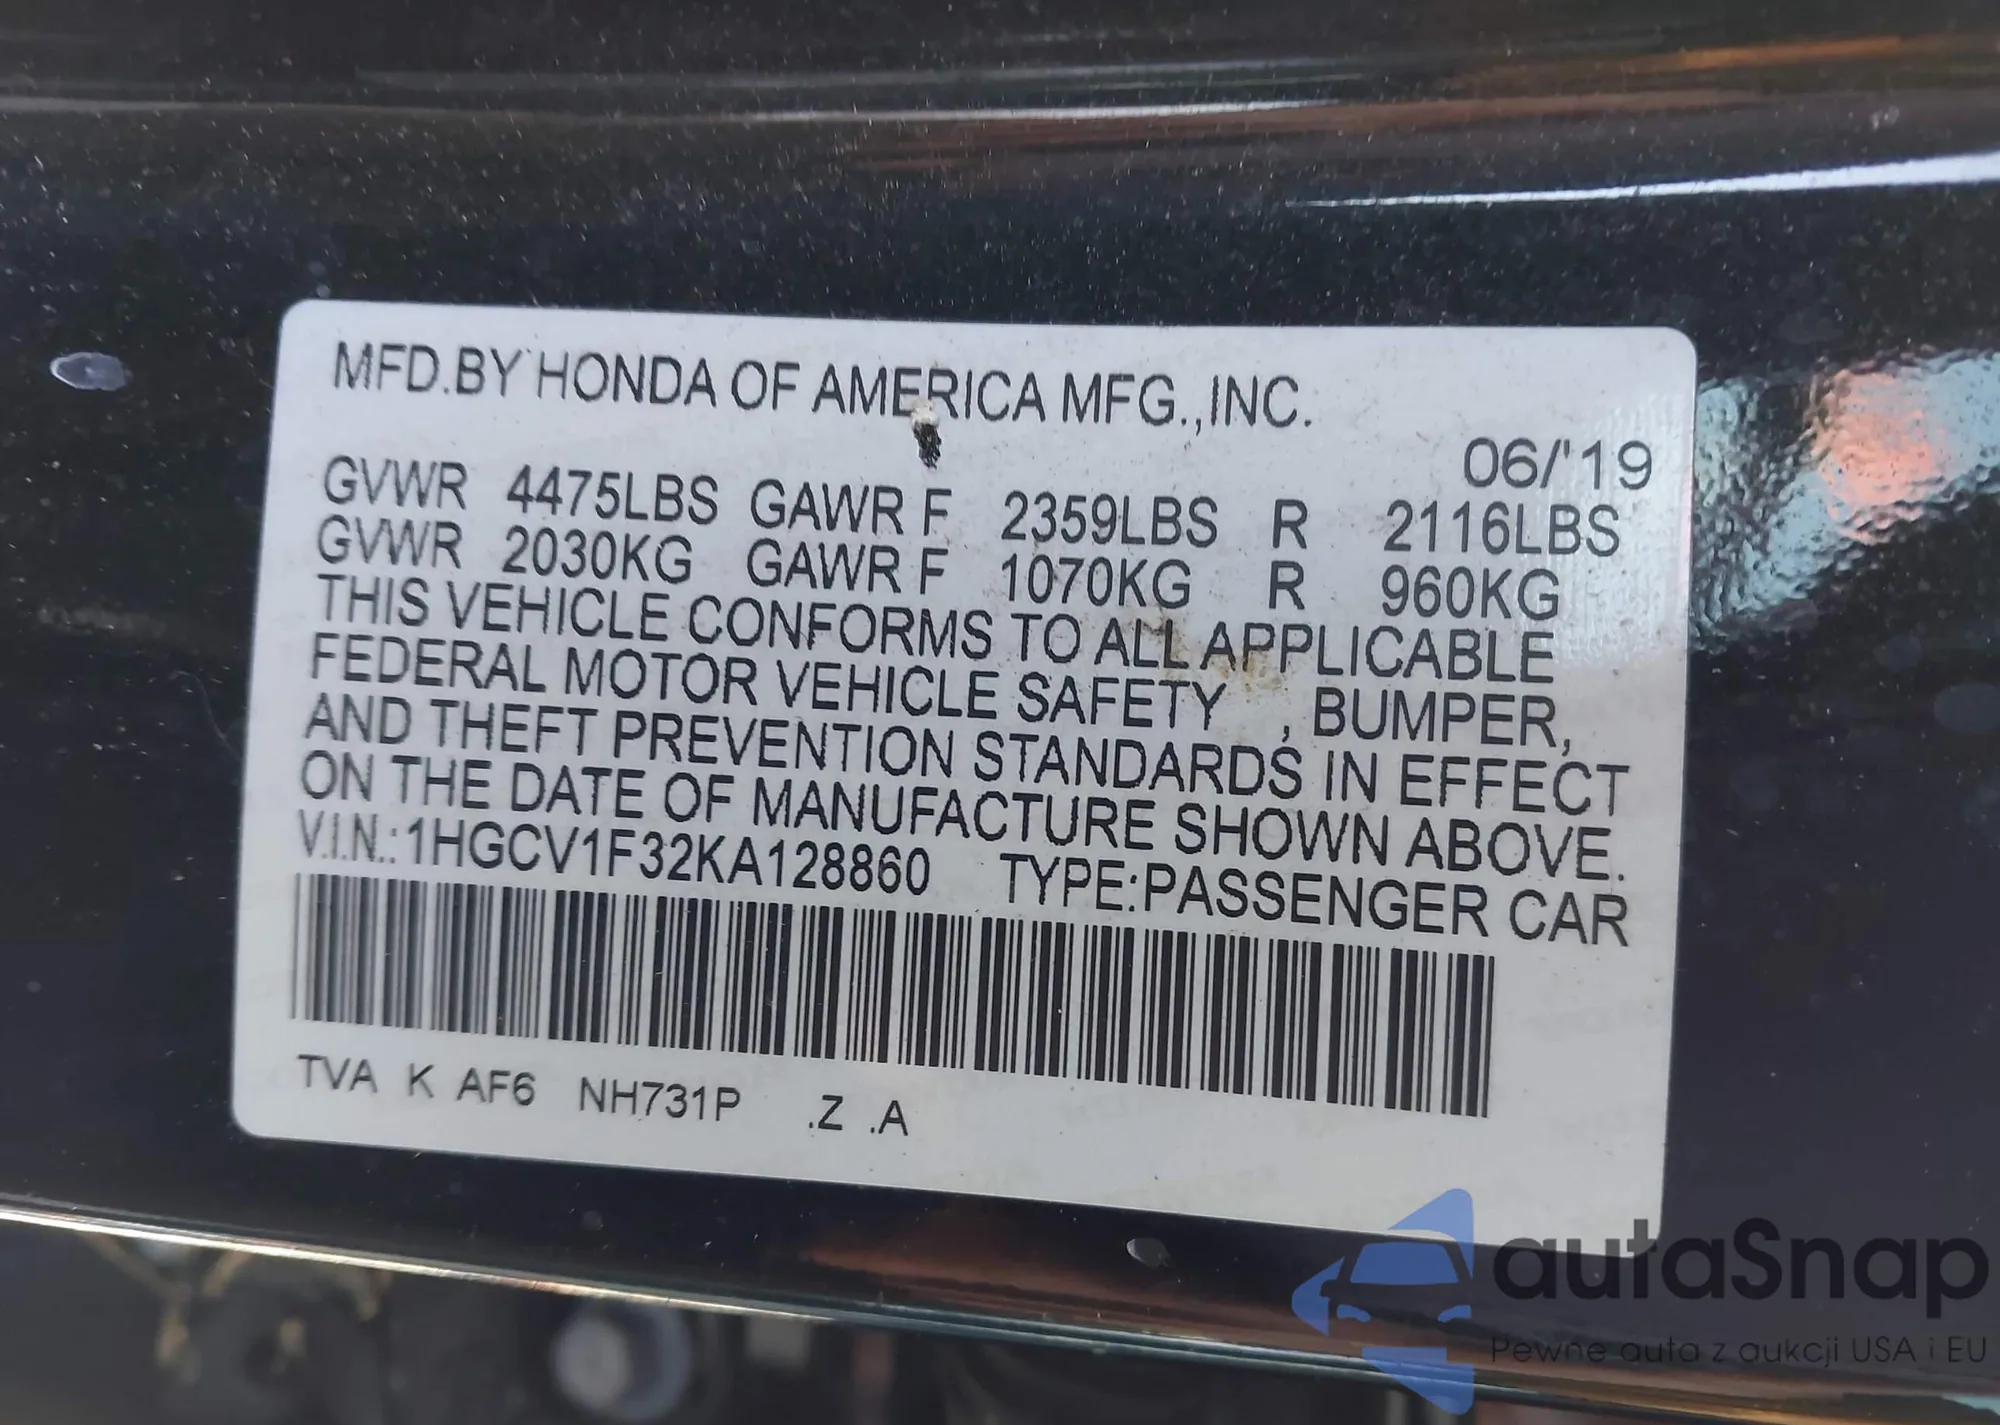 MFD.BY HONDA OF AMERICA MFG.,INC.
06/'19
GVWR 4475LBS GAWR F 2359LBS R 2116LBS
GVWR 2030KG GAWR F 1070KG R 960KG
THIS VEHICLE CONFORMS TO ALL APPLICABLE
FEDERAL MOTOR VEHICLE SAFETY , BUMPER,
AND THEFT PREVENTION STANDARDS IN EFFECT
ON THE DATE OF MANUFACTURE SHOWN ABOVE.
V.I.N.:1HGCV1F32KA128860 TYPE:PASSENGER CAR
TVA K AF6 NH731P .Z .A
autaSnap
Pewne auta z aukcji USA i EU